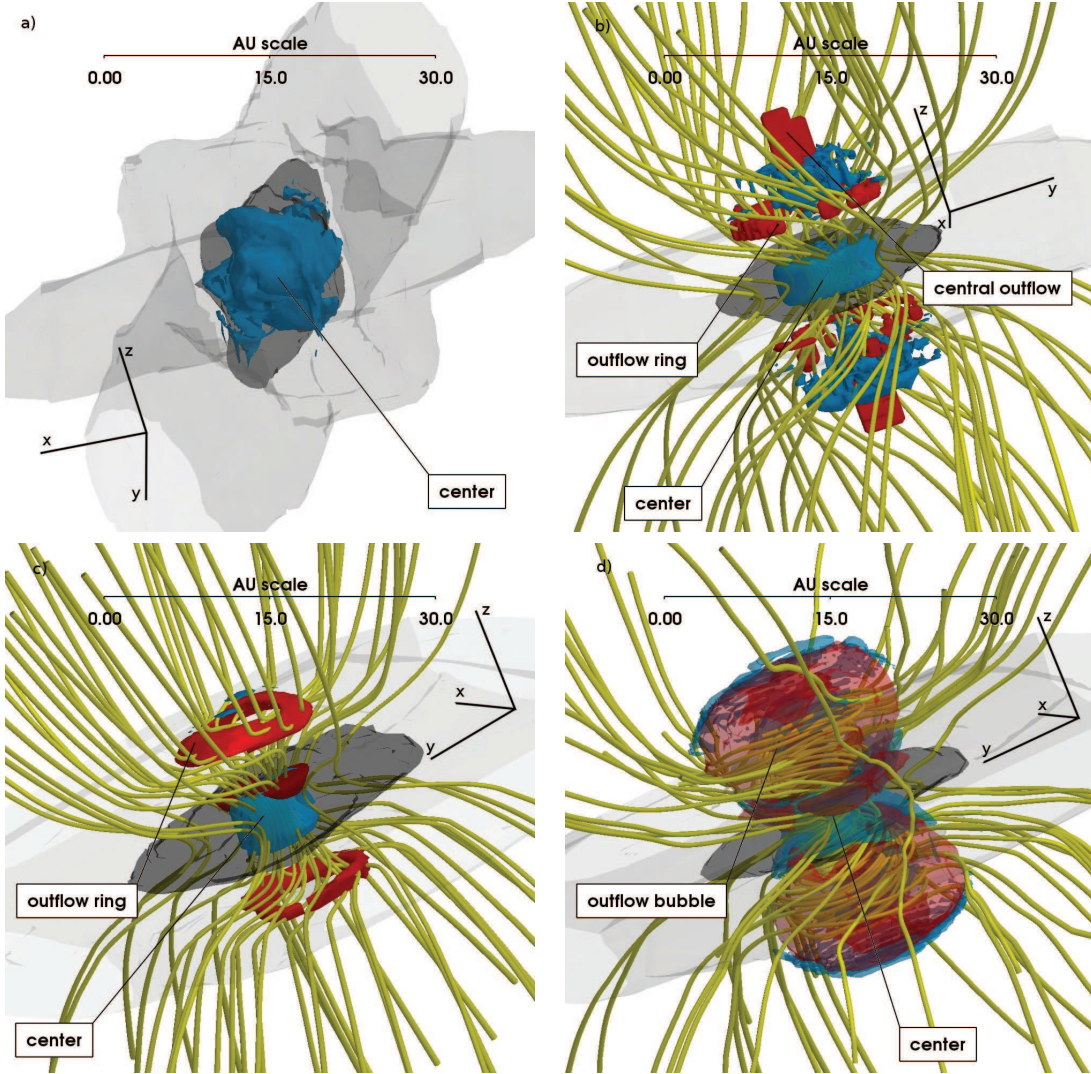 a)
AU scale
0.00 15.0 30.0
z
x
y
center
b)
AU scale
0.00 15.0 30.0
z
y
x
central outflow
outflow ring
center
c)
AU scale
0.00 15.0 30.0
z
x
y
outflow ring
center
d)
AU scale
0.00 15.0 30.0
z
x
y
outflow bubble
center